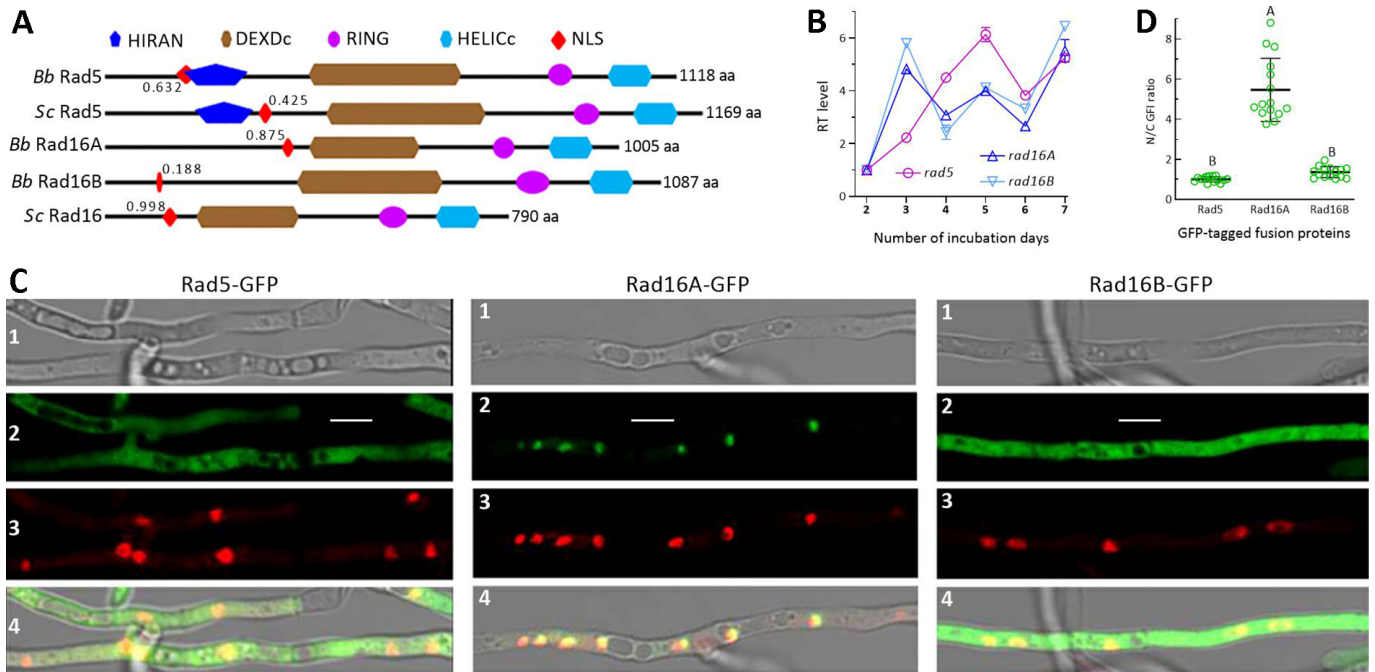 A
HIRAN DEXDc RING HELICc NLS
Bb Rad5 0.632 1118 aa
Sc Rad5 0.425 1169 aa
Bb Rad16A 0.875 1005 aa
Bb Rad16B 0.188 1087 aa
Sc Rad16 0.998 790 aa
B
RT level
6
4
2
0
rad5
rad16A
rad16B
2 3 4 5 6 7
Number of incubation days
D
N/C GFI ratio
8
6
4
2
0
B
A
B
Rad5 Rad16A Rad16B
GFP-tagged fusion proteins
C
Rad5-GFP
1
2
3
4
Rad16A-GFP
1
2
3
4
Rad16B-GFP
1
2
3
4